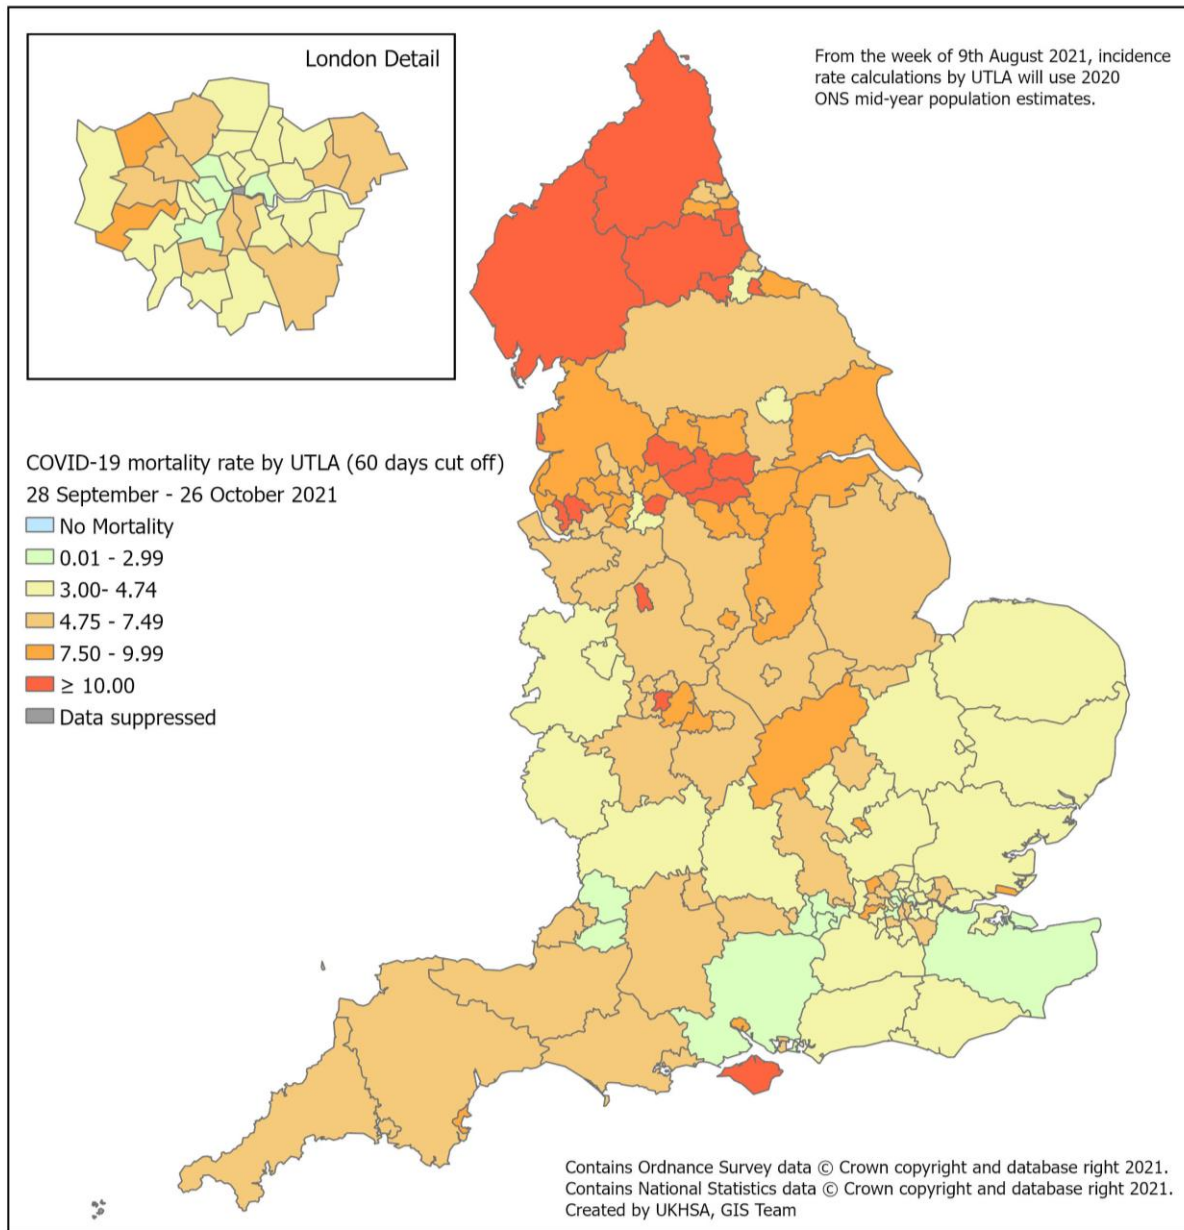 London Detail
From the week of 9th August 2021, incidence
rate calculations by UTLA will use 2020
ONS mid-year population estimates.
COVID-19 mortality rate by UTLA (60 days cut off)
28 September - 26 October 2021
No Mortality
0.01 - 2.99
3.00- 4.74
4.75 - 7.49
7.50 - 9.99
≥ 10.00
Data suppressed
Contains Ordnance Survey data © Crown copyright and database right 2021.
Contains National Statistics data © Crown copyright and database right 2021.
Created by UKHSA, GIS Team